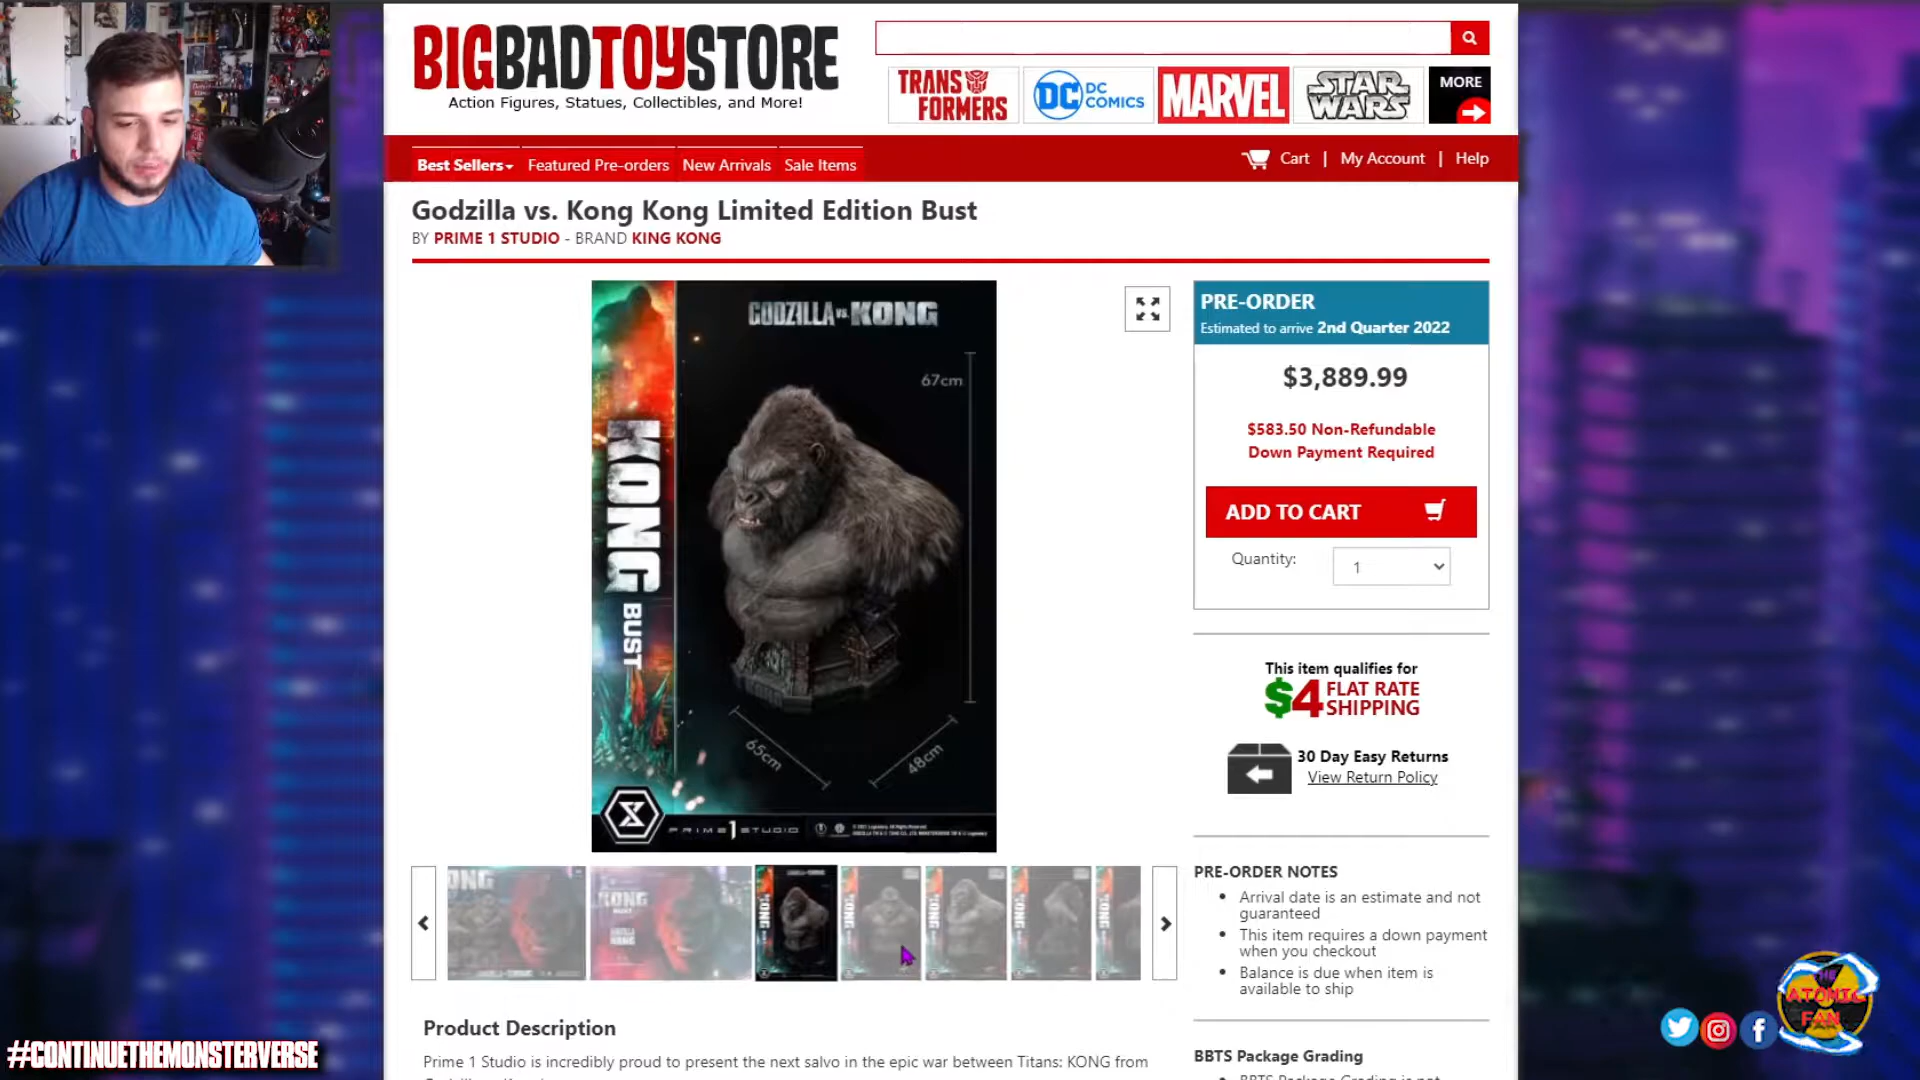 BIGBADTOYSTORE
Action Figures, Statues, Collectibles, and More!
TRANSFORMERS
DC DC COMICS
MARVEL
STAR WARS
MORE
Best Sellers
Featured Pre-orders
New Arrivals
Sale Items
Cart | My Account | Help
Godzilla vs. Kong Kong Limited Edition Bust
BY PRIME 1 STUDIO - BRAND KING KONG
GODZILLA VS. KONG
67cm
KONG
BUST
65cm
48cm
PRIME 1 STUDIO
PRE-ORDER
Estimated to arrive 2nd Quarter 2022
$3,889.99
$583.50 Non-Refundable
Down Payment Required
ADD TO CART
Quantity:
1
This item qualifies for
$4 FLAT RATE
SHIPPING
30 Day Easy Returns
View Return Policy
PRE-ORDER NOTES
Arrival date is an estimate and not
guaranteed
This item requires a down payment
when you checkout
Balance is due when item is
available to ship
Product Description
Prime 1 Studio is incredibly proud to present the next salvo in the epic war between Titans: KONG from
BBTS Package Grading
#CONTINUETHEMONSTERVERSE
THE
ATOMIC
FAN